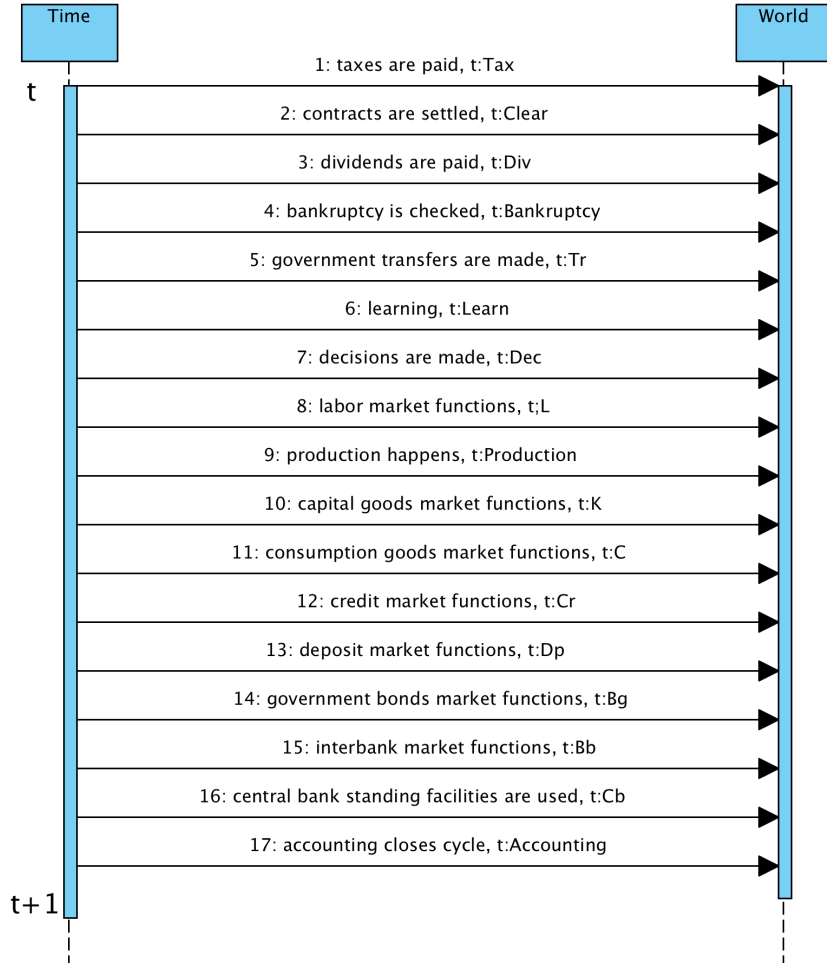 Time
World
1: taxes are paid, t:Tax
t
2: contracts are settled, t:Clear
3: dividends are paid, t:Div
4: bankruptcy is checked, t:Bankruptcy
5: government transfers are made, t:Tr
6: learning, t:Learn
7: decisions are made, t:Dec
8: labor market functions, t;L
9: production happens, t:Production
10: capital goods market functions, t:K
11: consumption goods market functions, t:C
12: credit market functions, t:Cr
13: deposit market functions, t:Dp
14: government bonds market functions, t:Bg
15: interbank market functions, t:Bb
16: central bank standing facilities are used, t:Cb
17: accounting closes cycle, t:Accounting
t+1